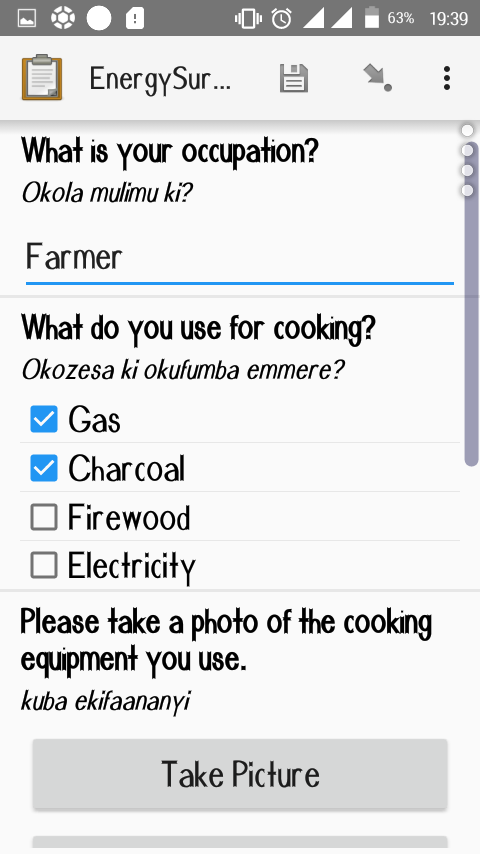 63% 19:39
EnergySur...
What is your occupation?
Okola mulimu ki?
Farmer
What do you use for cooking?
Okozesa ki okufumba emmere?
Gas
Charcoal
Firewood
Electricity
Please take a photo of the cooking
equipment you use.
kuba ekifaananyi
Take Picture